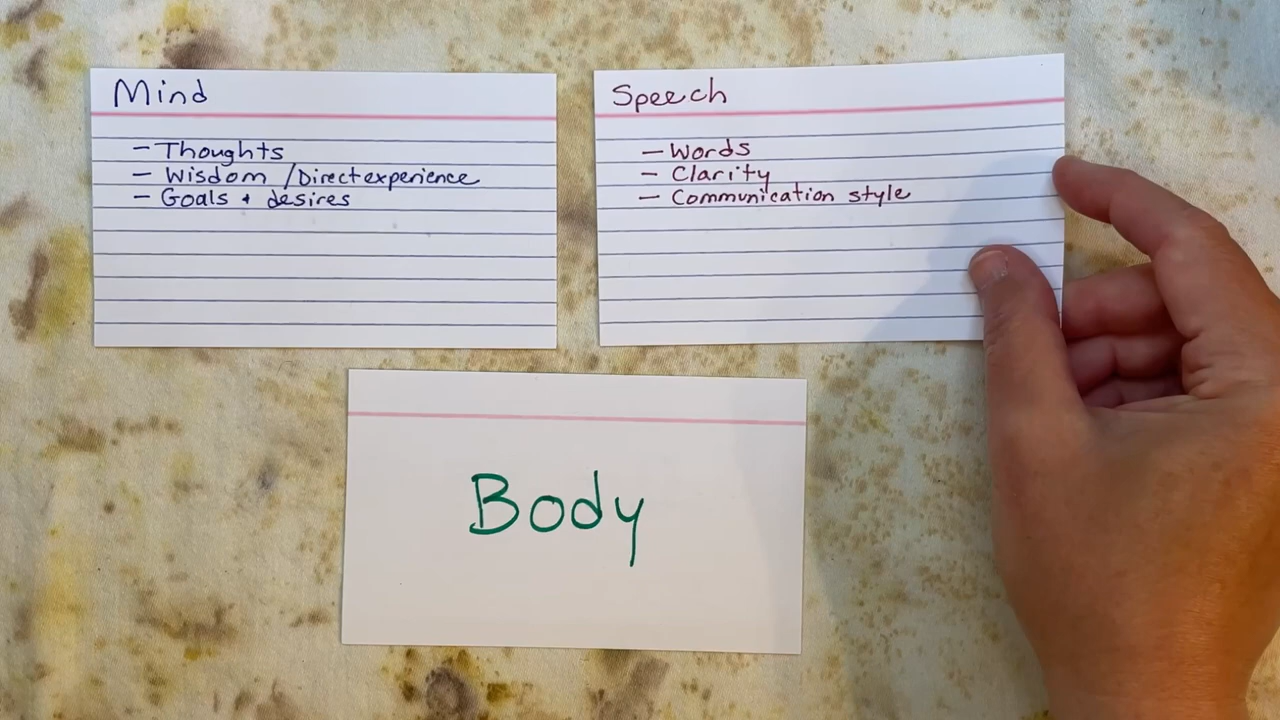 Mind
- Thoughts
- Wisdom / Direct experience
- Goals + desires
Speech
- Words
- Clarity
- Communication style
Body